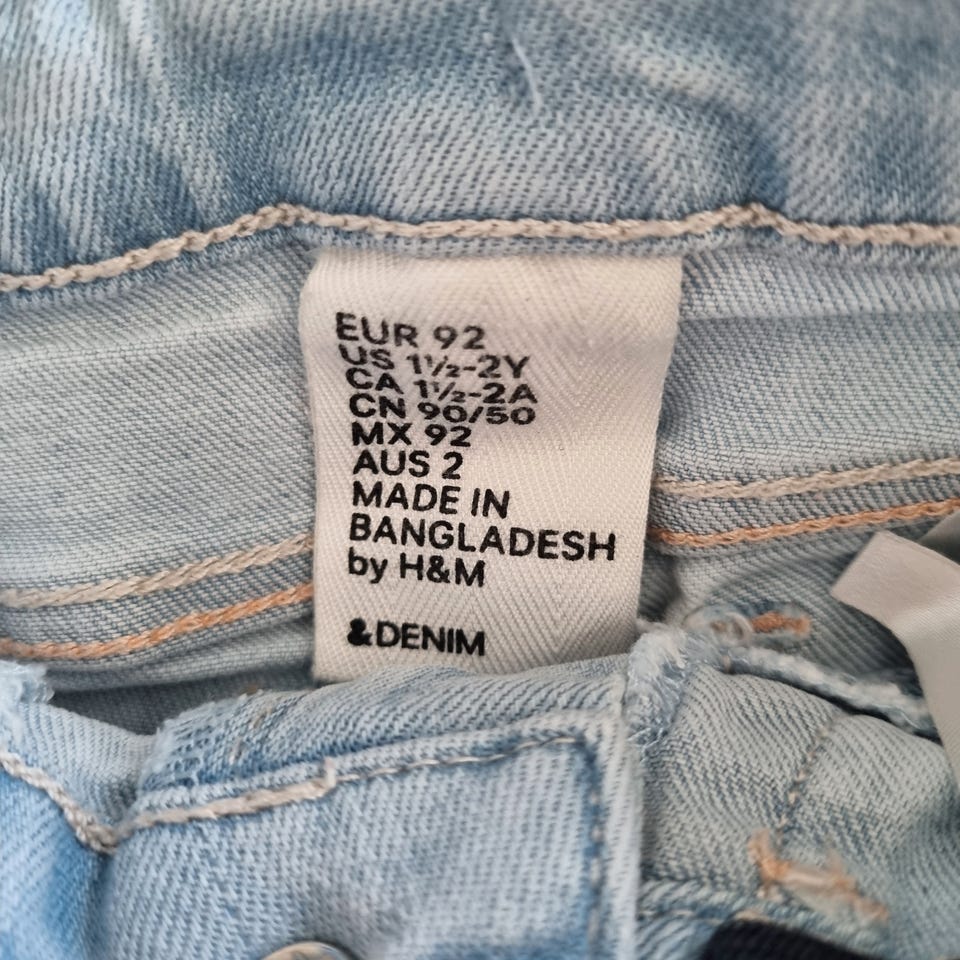 EUR 92
US 1½-2Y
CA 1½-2A
CN 90/50
MX 92
AUS 2
MADE IN
BANGLADESH
by H&M
&DENIM